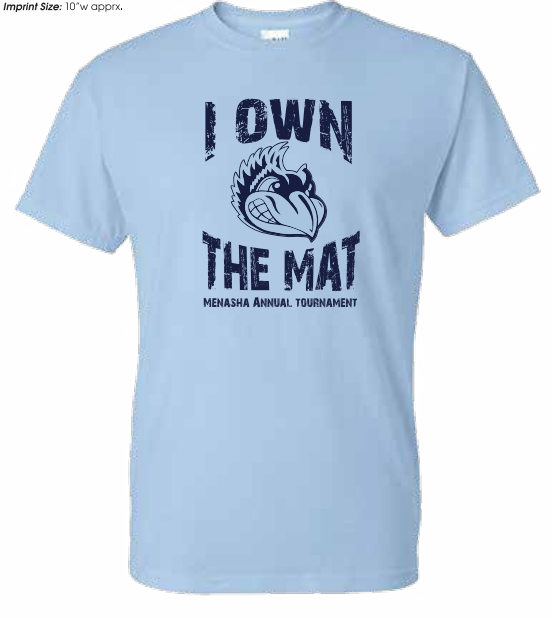 Imprint Size: 10"w apprx.
I OWN
THE MAT
MENASHA ANNUAL TOURNAMENT